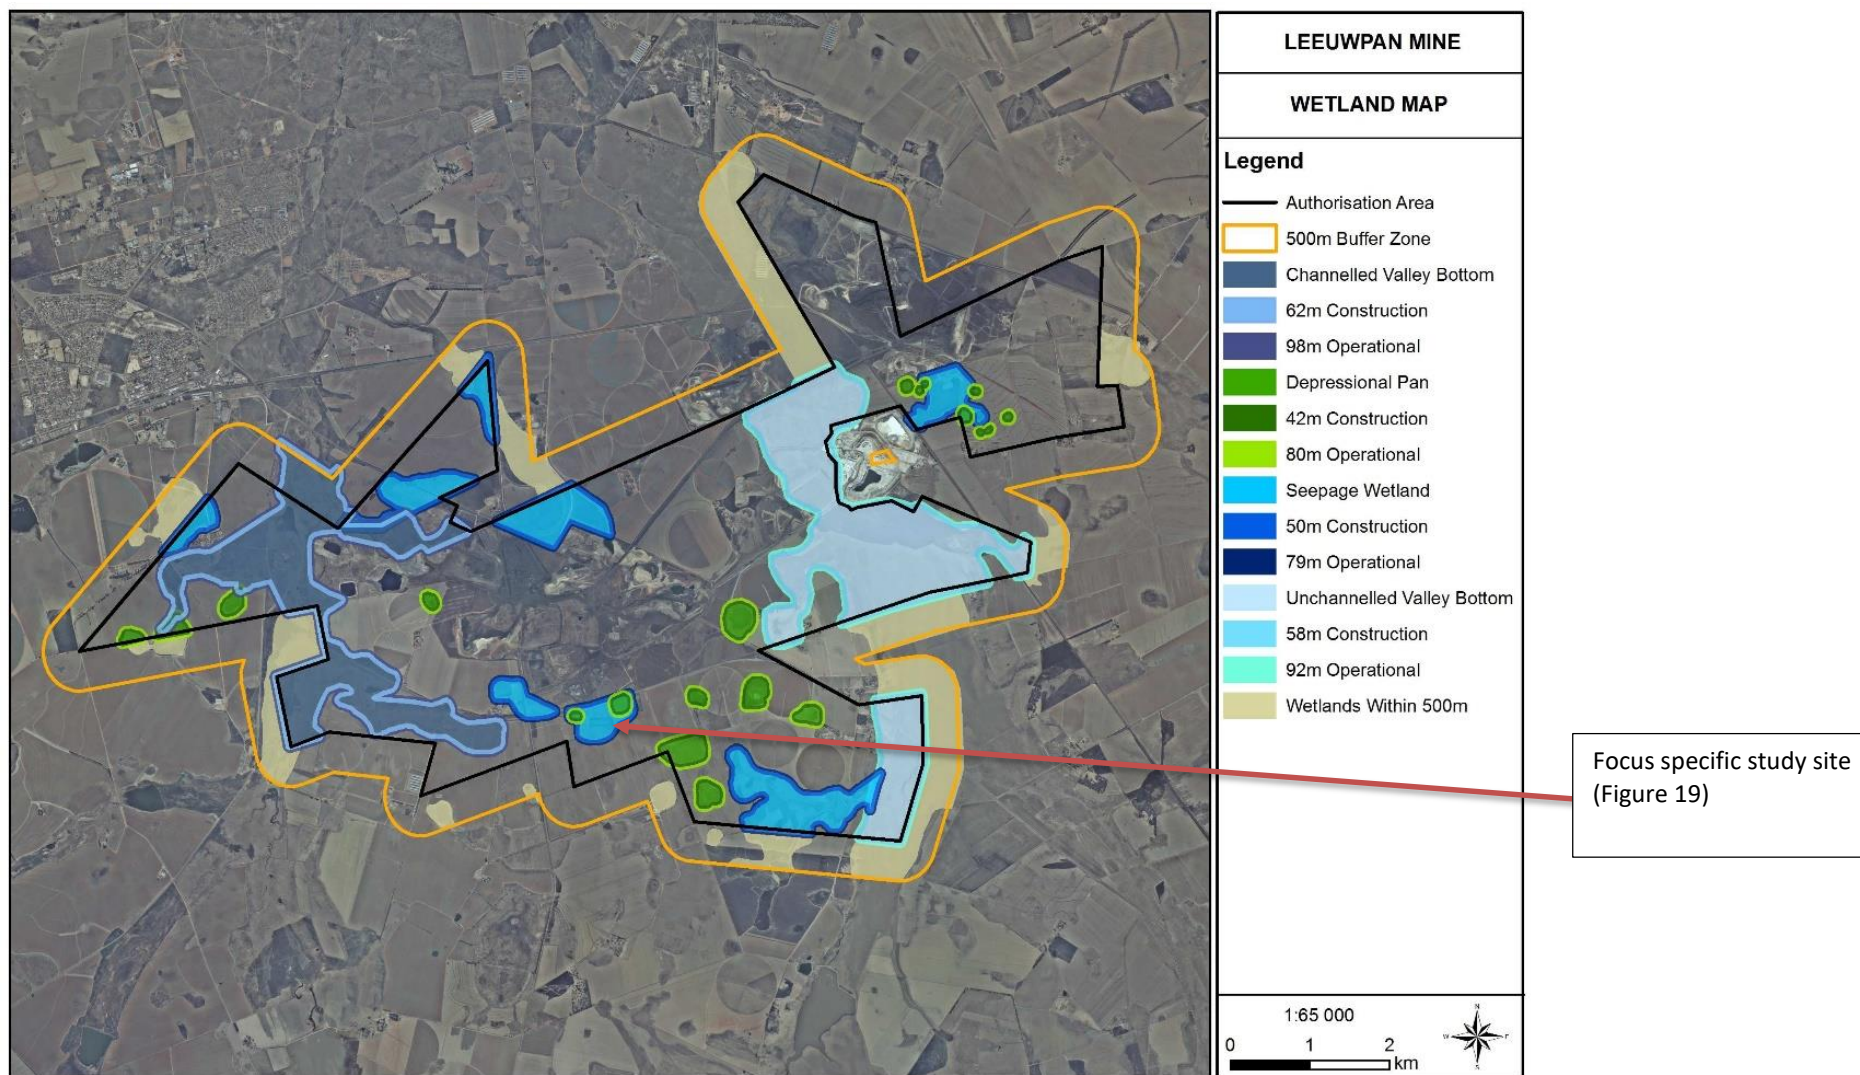 LEEUWPAN MINE
WETLAND MAP
Legend
Authorisation Area
500m Buffer Zone
Channelled Valley Bottom
62m Construction
98m Operational
Depressional Pan
42m Construction
80m Operational
Seepage Wetland
50m Construction
79m Operational
Unchannelled Valley Bottom
58m Construction
92m Operational
Wetlands Within 500m
Focus specific study site
(Figure 19)
1:65 000
0 1 2
km
N
W E
S